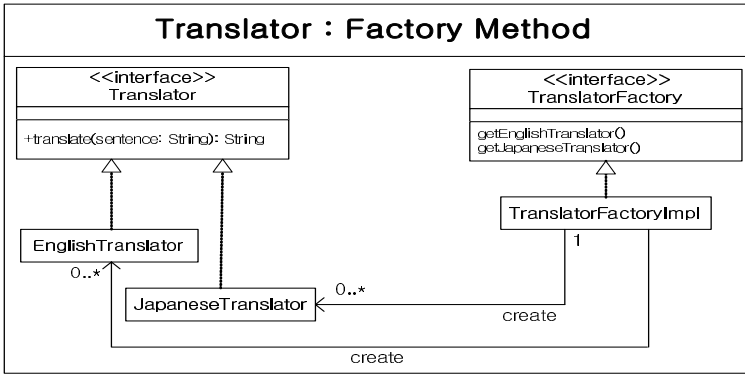 Translator : Factory Method
<<interface>>
Translator
+translate(sentence: String): String
<<interface>>
TranslatorFactory
getEnglishTranslator()
getJapaneseTranslator()
EnglishTranslator
0..*
TranslatorFactoryImpl
1
JapaneseTranslator
0..*
create
create